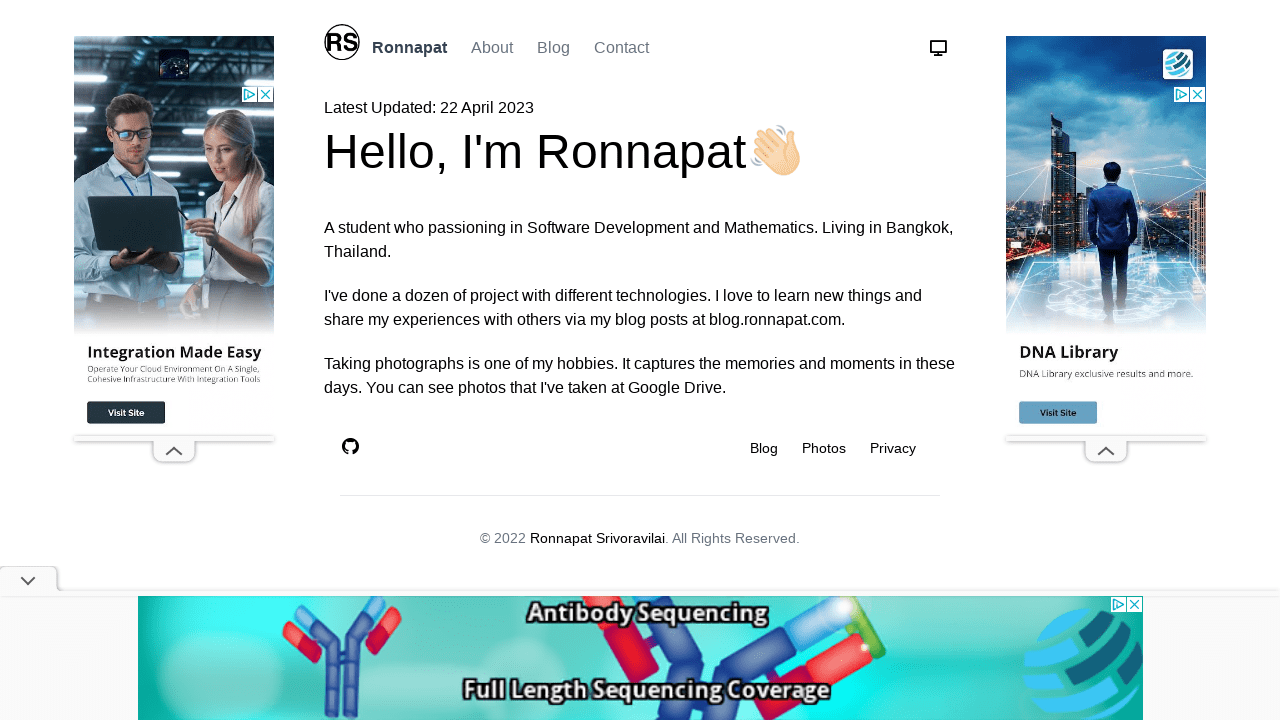 RS
Ronnapat
About
Blog
Contact
Latest Updated: 22 April 2023
Hello, I'm Ronnapat👋🏻
A student who passioning in Software Development and Mathematics. Living in Bangkok,
Thailand.
I've done a dozen of project with different technologies. I love to learn new things and
share my experiences with others via my blog posts at blog.ronnapat.com.
Taking photographs is one of my hobbies. It captures the memories and moments in these
days. You can see photos that I've taken at Google Drive.
Blog
Photos
Privacy
© 2022 Ronnapat Srivoravilai. All Rights Reserved.
Integration Made Easy
Operate Your Cloud Environment On A Single,
Cohesive Infrastructure With Integration Tools
Visit Site
DNA Library
DNA Library exclusive results and more.
Visit Site
Antibody Sequencing
Full Length Sequencing Coverage